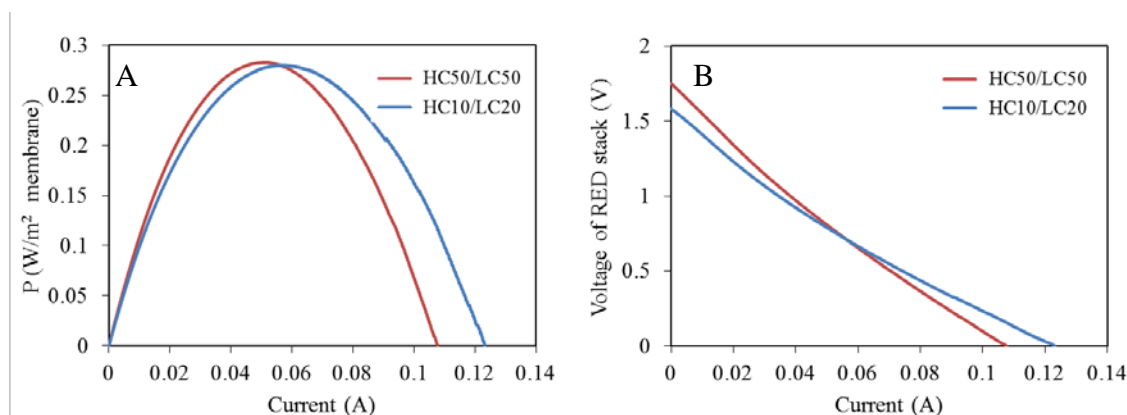 A
P (W/m² membrane)
0.3
0.25
0.2
0.15
0.1
0.05
0
HC50/LC50
HC10/LC20
0 0.02 0.04 0.06 0.08 0.1 0.12 0.14
Current (A)
B
Voltage of RED stack (V)
2
1.5
1
0.5
0
HC50/LC50
HC10/LC20
0 0.02 0.04 0.06 0.08 0.1 0.12 0.14
Current (A)